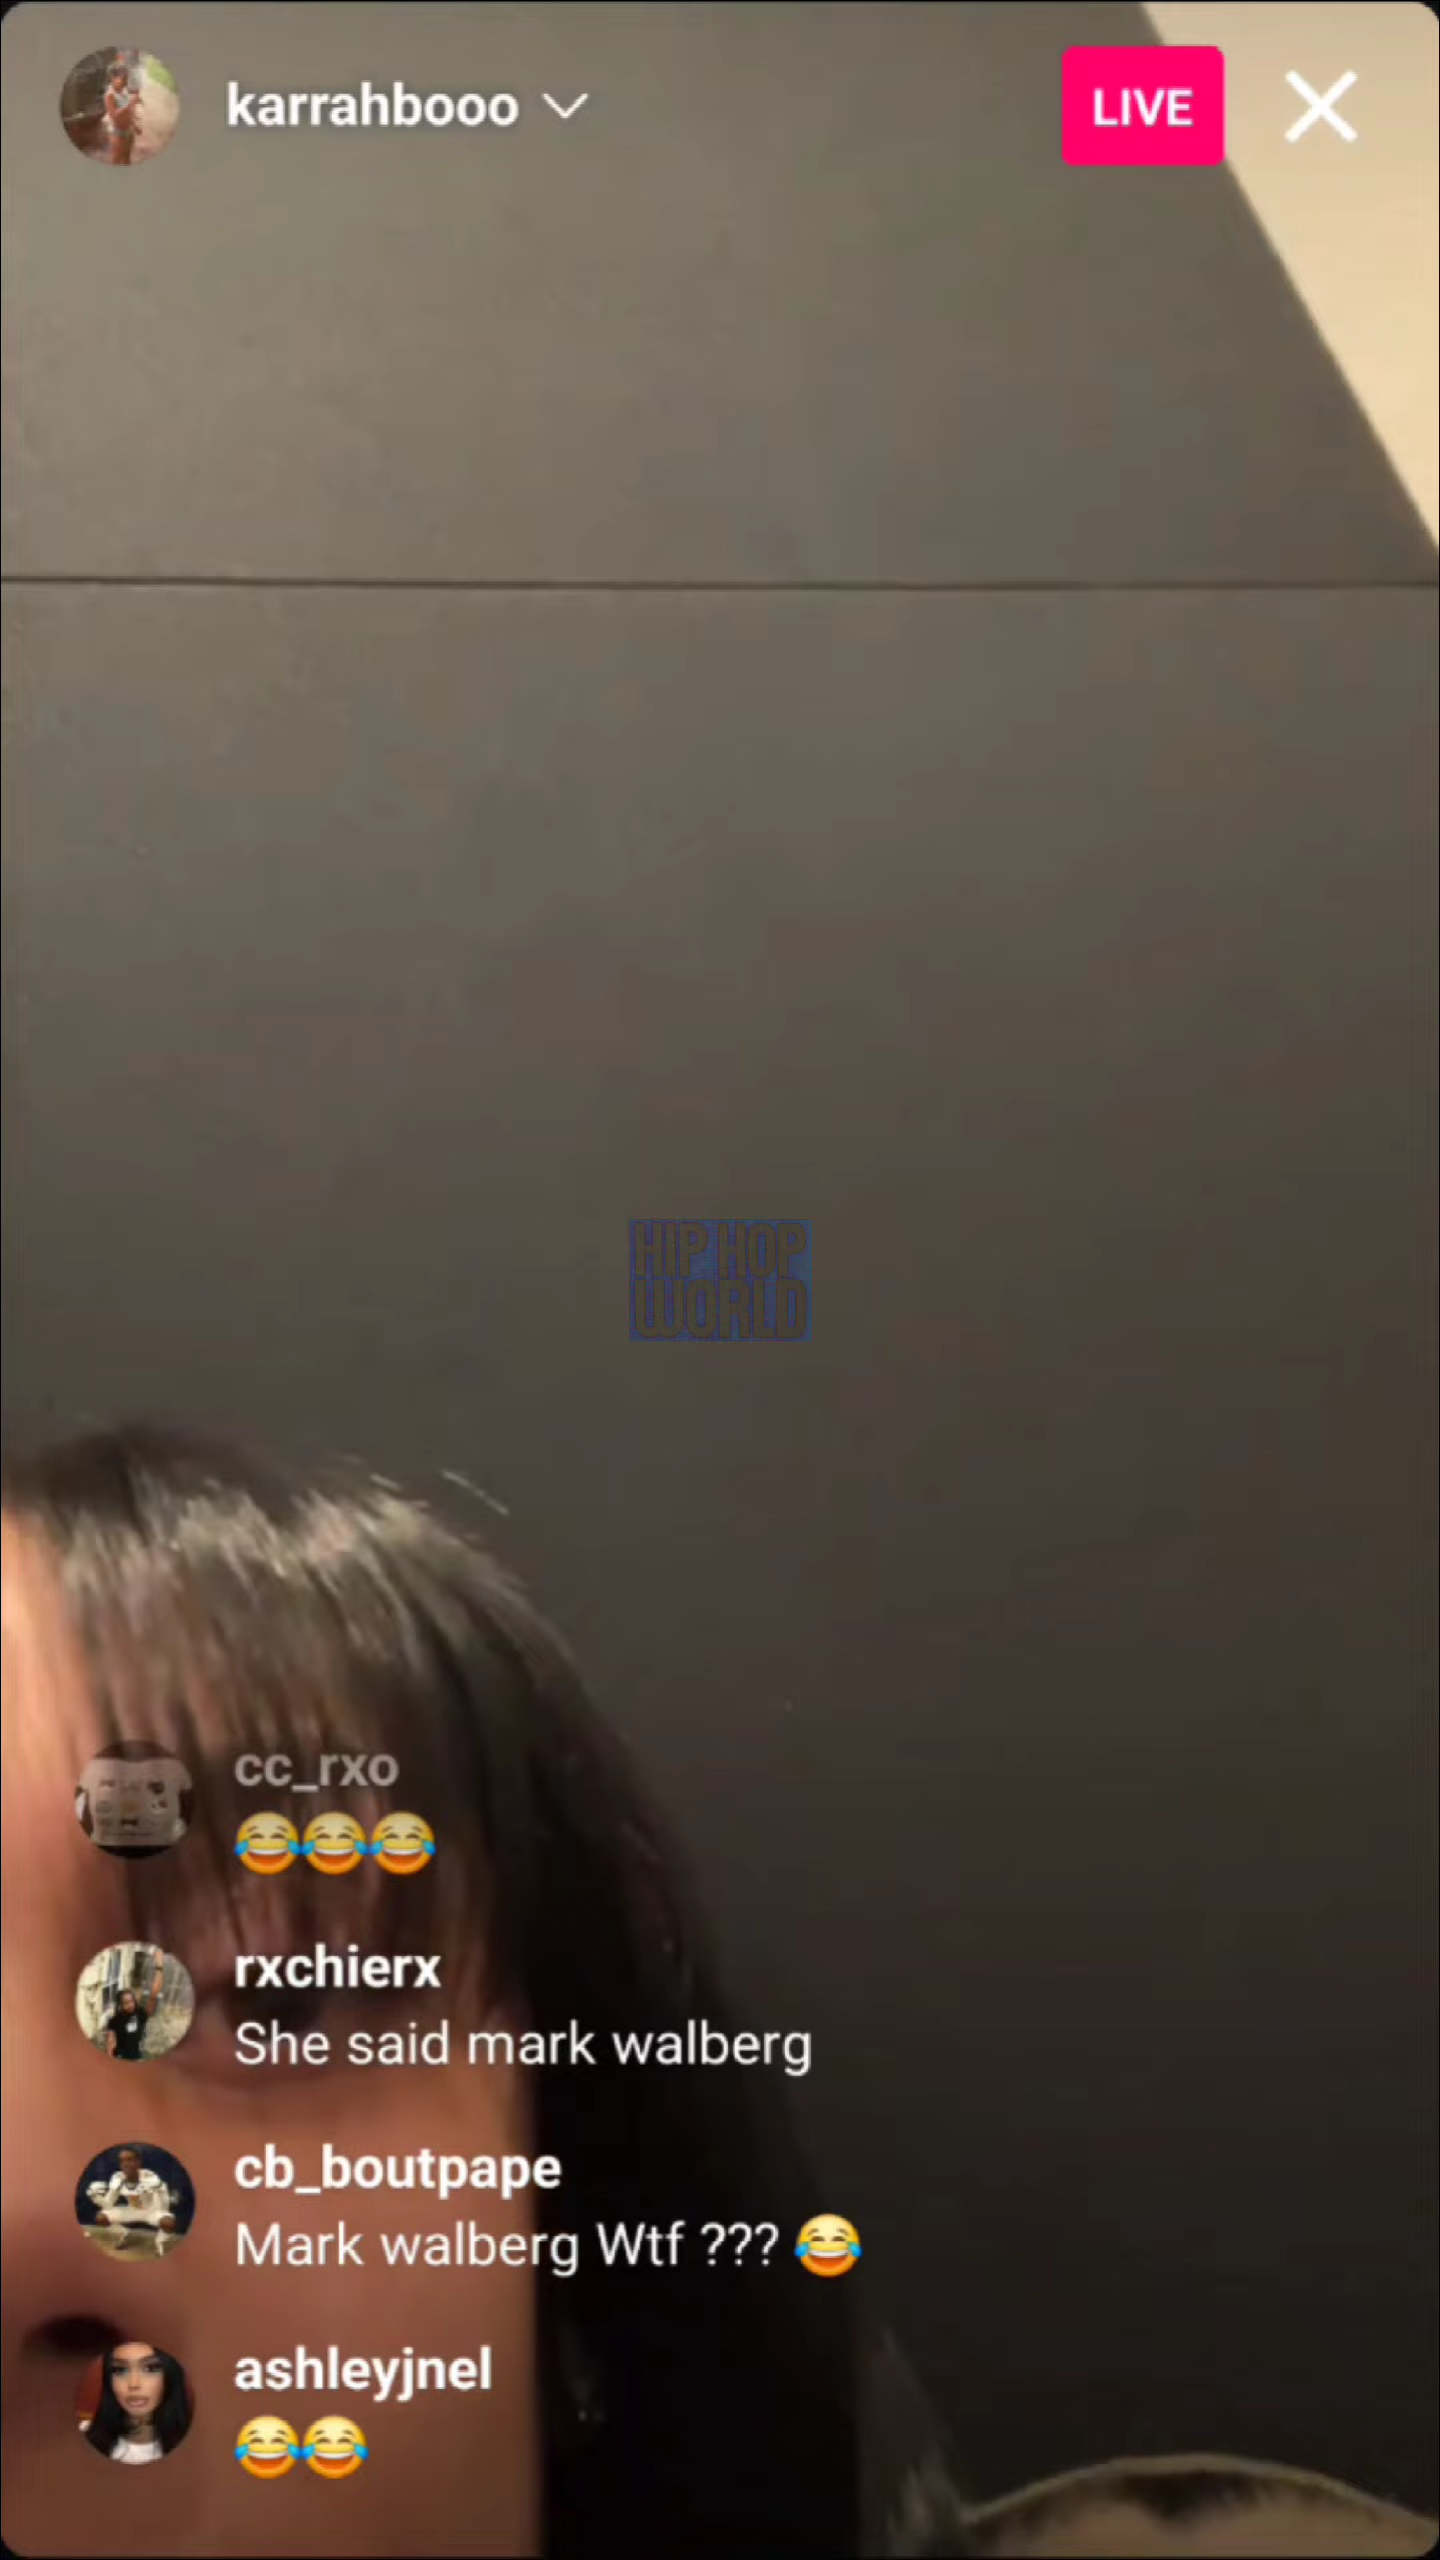 karrahbooo
LIVE
HIP HOP
WORLD
cc_rxo
😂😂😂
rxchierx
She said mark walberg
cb_boutpape
Mark walberg Wtf ??? 😂
ashleyjnel
😂😂